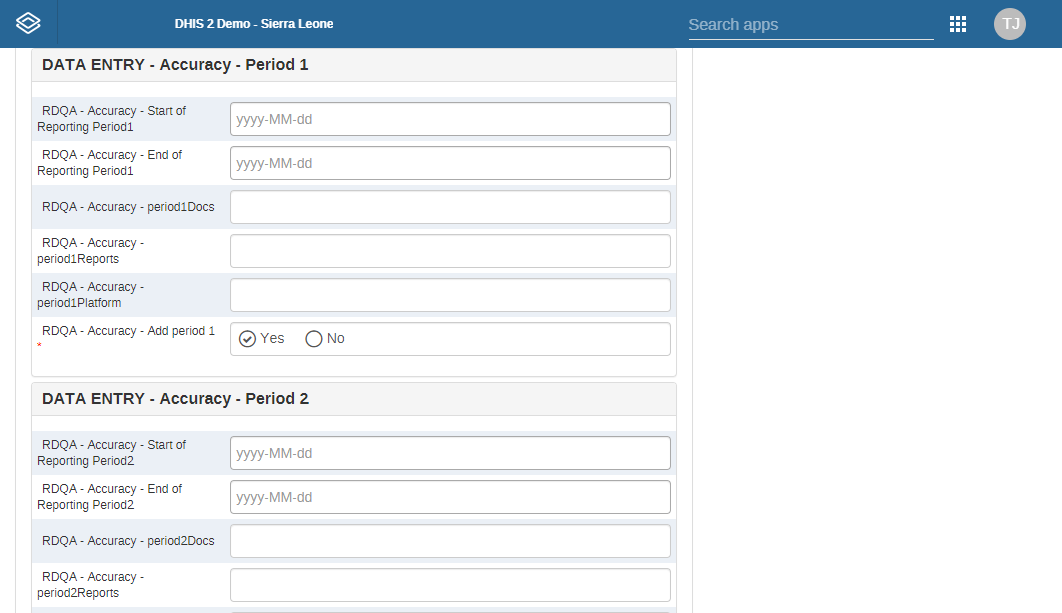 DHIS 2 Demo - Sierra Leone
Search apps
TJ
DATA ENTRY - Accuracy - Period 1
RDQA - Accuracy - Start of
Reporting Period1
yyyy-MM-dd
RDQA - Accuracy - End of
Reporting Period1
yyyy-MM-dd
RDQA - Accuracy - period1Docs
RDQA - Accuracy -
period1Reports
RDQA - Accuracy -
period1Platform
RDQA - Accuracy - Add period 1
*
Yes No
DATA ENTRY - Accuracy - Period 2
RDQA - Accuracy - Start of
Reporting Period2
yyyy-MM-dd
RDQA - Accuracy - End of
Reporting Period2
yyyy-MM-dd
RDQA - Accuracy - period2Docs
RDQA - Accuracy -
period2Reports